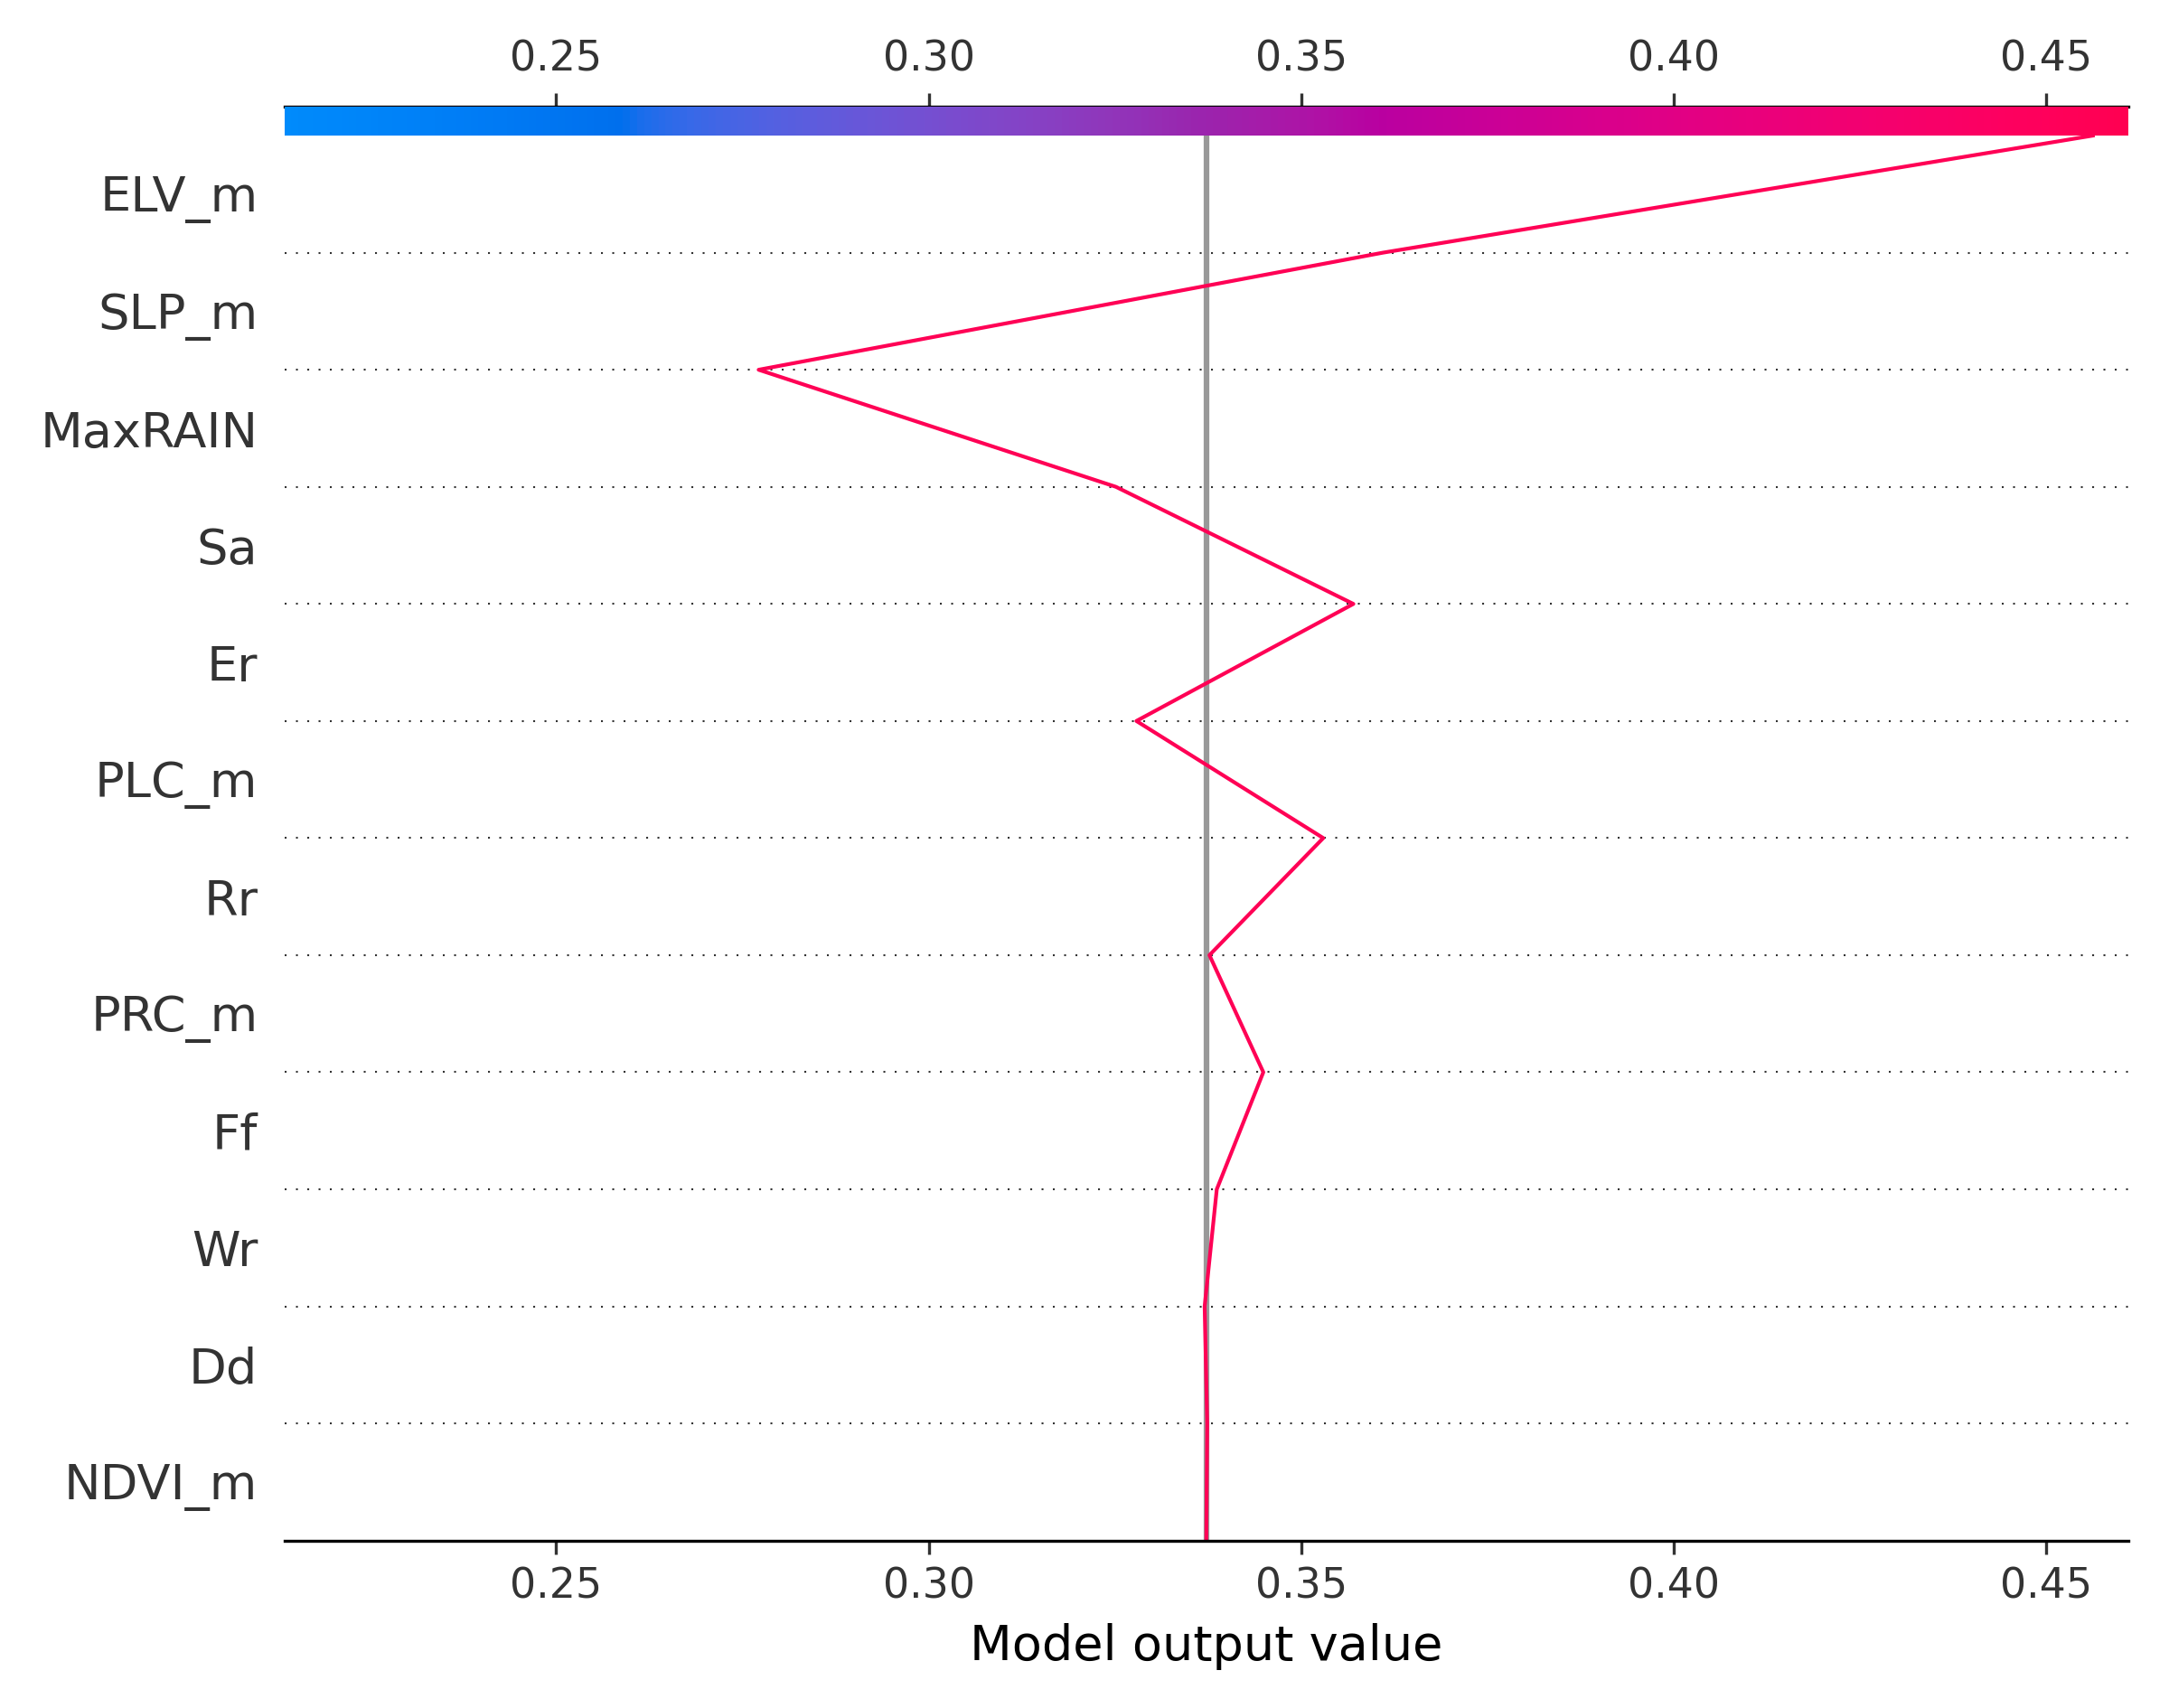 0.25 0.30 0.35 0.40 0.45
ELV_m
SLP_m
MaxRAIN
Sa
Er
PLC_m
Rr
PRC_m
Ff
Wr
Dd
NDVI_m
0.25 0.30 0.35 0.40 0.45
Model output value